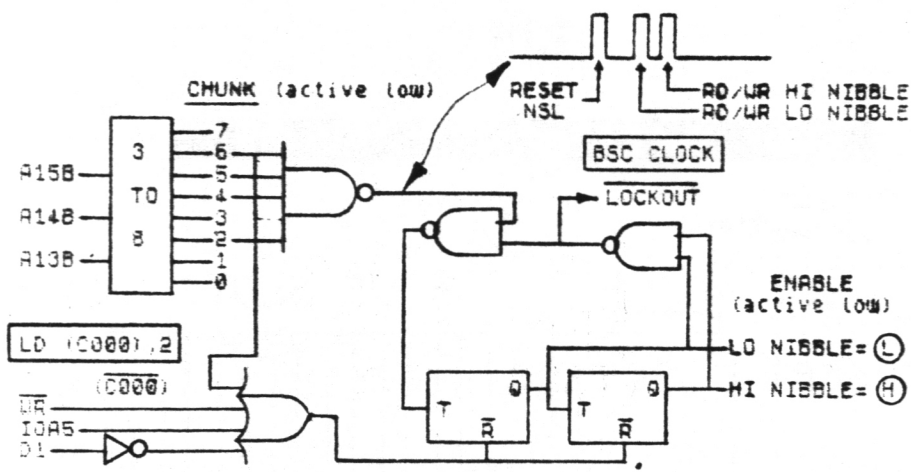 CHUNK (active low)
RESET NSL
RD/WR HI NIBBLE
RD/WR LO NIBBLE
BSC CLOCK
LOCKOUT
3 TO 8
7
6
5
4
3
2
1
0
A15B
A14B
A13B
ENABLE
(active low)
LD (C000),2
(C000)
LO NIBBLE= L
HI NIBBLE= H
WR
IOAS
D1
T
Q
R
T
Q
R